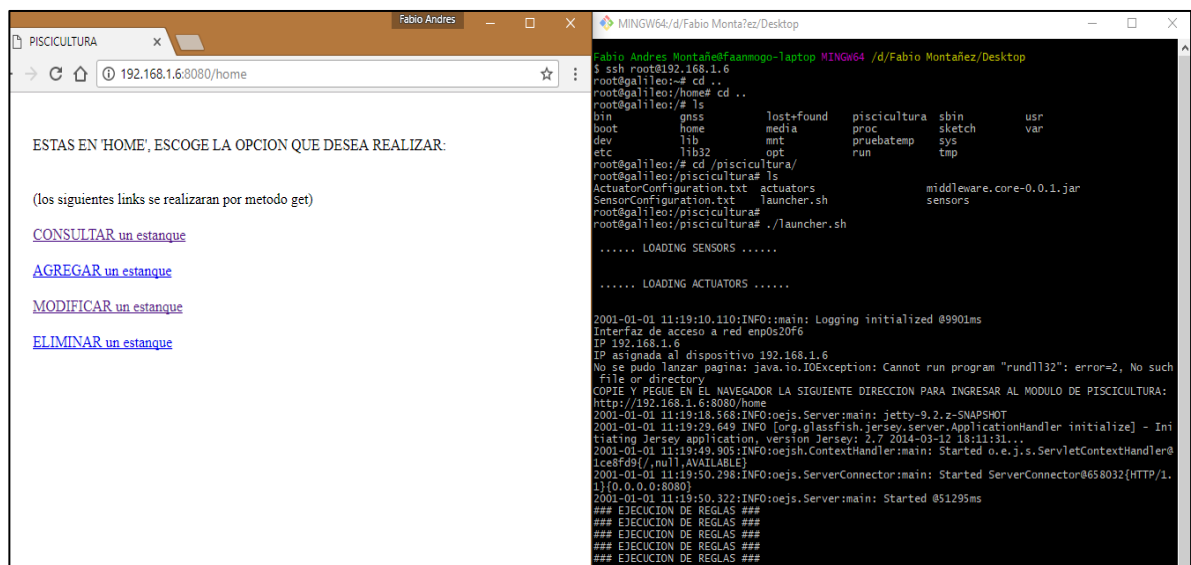 Fabio Andres
PISCICULTURA
192.168.1.6:8080/home
ESTAS EN 'HOME', ESCOGE LA OPCION QUE DESEA REALIZAR:
(los siguientes links se realizaran por metodo get)
CONSULTAR un estanque
AGREGAR un estanque
MODIFICAR un estanque
ELIMINAR un estanque
MINGW64:/d/Fabio Monta?ez/Desktop
Fabio Andres Montañe@faanmogo-laptop MINGW64 /d/Fabio Montañez/Desktop
$ ssh root@192.168.1.6
root@galileo:~# cd ..
root@galileo:/home# cd ..
root@galileo:/# ls
bin gnss lost+found piscicultura sbin usr
boot home media proc sketch var
dev lib mnt pruebatemp sys
etc lib32 opt run tmp
root@galileo:/# cd /piscicultura/
root@galileo:/piscicultura# ls
ActuatorConfiguration.txt actuators middleware.core-0.0.1.jar
SensorConfiguration.txt launcher.sh sensors
root@galileo:/piscicultura#
root@galileo:/piscicultura# ./launcher.sh
...... LOADING SENSORS ......
...... LOADING ACTUATORS ......
2001-01-01 11:19:10.110:INFO::main: Logging initialized @9901ms
Interfaz de acceso a red enp0s20f6
IP 192.168.1.6
IP asignada al dispositivo 192.168.1.6
No se pudo lanzar pagina: java.io.IOException: Cannot run program "rundll32": error=2, No such
file or directory
COPIE Y PEGUE EN EL NAVEGADOR LA SIGUIENTE DIRECCION PARA INGRESAR AL MODULO DE PISCICULTURA:
http://192.168.1.6:8080/home
2001-01-01 11:19:18.568:INFO:oejs.Server:main: jetty-9.2.z-SNAPSHOT
2001-01-01 11:19:29.649 INFO [org.glassfish.jersey.server.ApplicationHandler initialize] - Ini
tiating Jersey application, version Jersey: 2.7 2014-03-12 18:11:31...
2001-01-01 11:19:49.905:INFO:oejsh.ContextHandler:main: Started o.e.j.s.ServletContextHandler@
1ce8fd9{/,null,AVAILABLE}
2001-01-01 11:19:50.298:INFO:oejs.ServerConnector:main: Started ServerConnector@658032{HTTP/1.
1}{0.0.0.0:8080}
2001-01-01 11:19:50.322:INFO:oejs.Server:main: Started @51295ms
### EJECUCION DE REGLAS ###
### EJECUCION DE REGLAS ###
### EJECUCION DE REGLAS ###
### EJECUCION DE REGLAS ###
### EJECUCION DE REGLAS ###